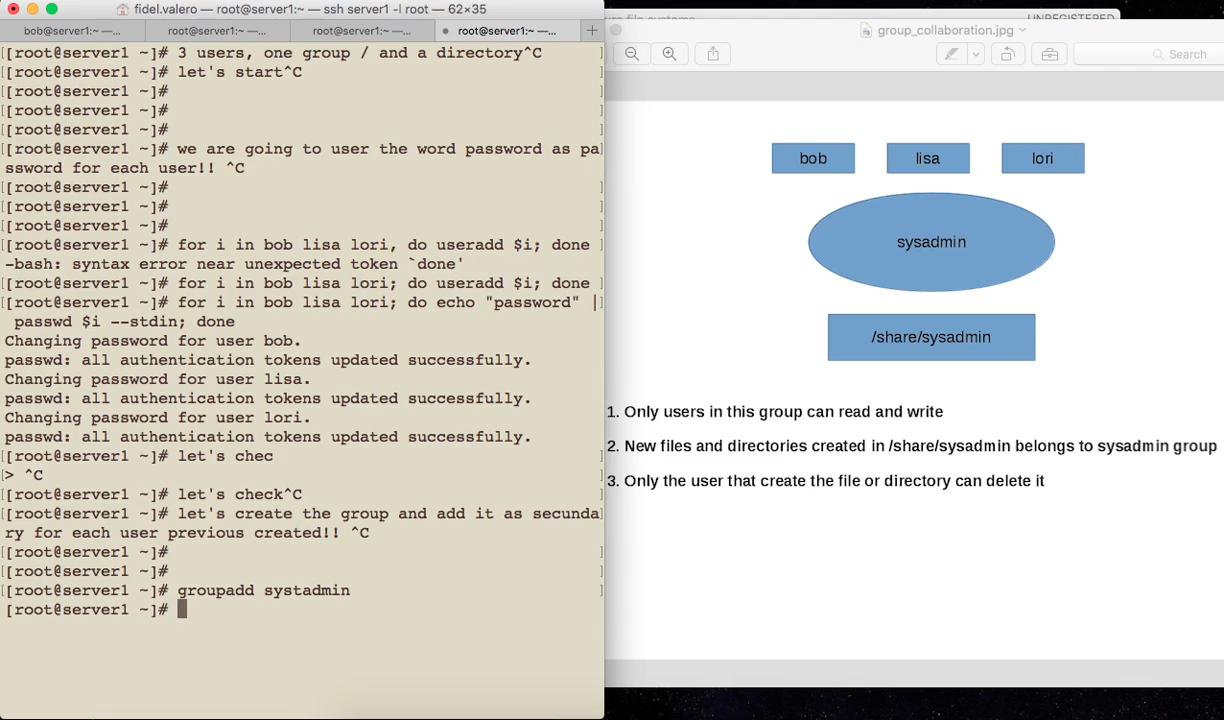 fidel.valero — root@server1:~ — ssh server1 -l root — 62×35
bob@server1:~ —... root@server1:~ —... root@server1:~ —... root@server1:~ —...
[root@server1 ~]# 3 users, one group / and a directory^C
[root@server1 ~]# let's start^C
[root@server1 ~]#
[root@server1 ~]#
[root@server1 ~]#
[root@server1 ~]# we are going to user the word password as pa
ssword for each user!! ^C
[root@server1 ~]#
[root@server1 ~]#
[root@server1 ~]#
[root@server1 ~]# for i in bob lisa lori, do useradd $i; done
-bash: syntax error near unexpected token `done'
[root@server1 ~]# for i in bob lisa lori; do useradd $i; done
[root@server1 ~]# for i in bob lisa lori; do echo "password" |
passwd $i --stdin; done
Changing password for user bob.
passwd: all authentication tokens updated successfully.
Changing password for user lisa.
passwd: all authentication tokens updated successfully.
Changing password for user lori.
passwd: all authentication tokens updated successfully.
[root@server1 ~]# let's chec
> ^C
[root@server1 ~]# let's check^C
[root@server1 ~]# let's create the group and add it as secunda
ry for each user previous created!! ^C
[root@server1 ~]#
[root@server1 ~]#
[root@server1 ~]# groupadd systadmin
[root@server1 ~]#
UNREGISTERED
group_collaboration.jpg
Search
bob lisa lori
sysadmin
/share/sysadmin
1. Only users in this group can read and write
2. New files and directories created in /share/sysadmin belongs to sysadmin group
3. Only the user that create the file or directory can delete it